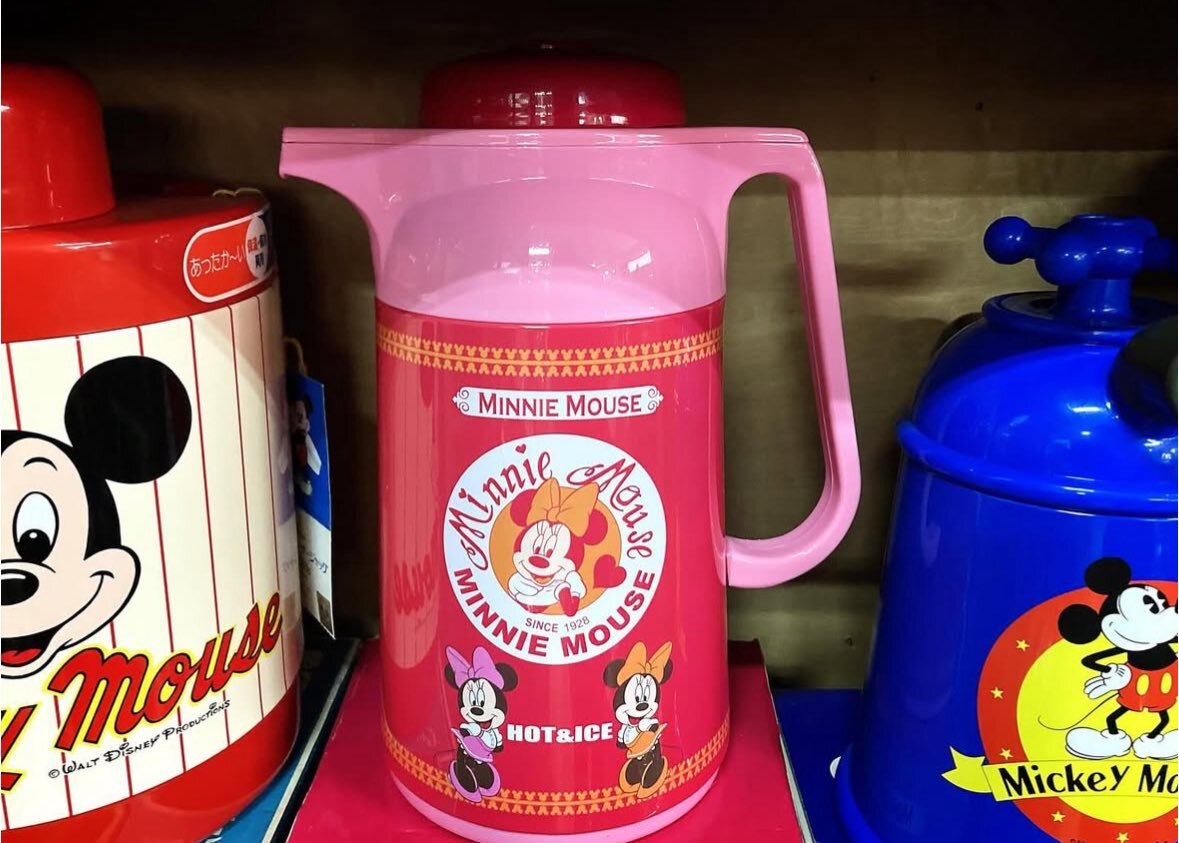 あったか〜い
Mouse
© WALT DISNEY PRODUCTIONS
MINNIE MOUSE
Minnie Mouse
SINCE 1928
MINNIE MOUSE
HOT&ICE
Mickey Mo